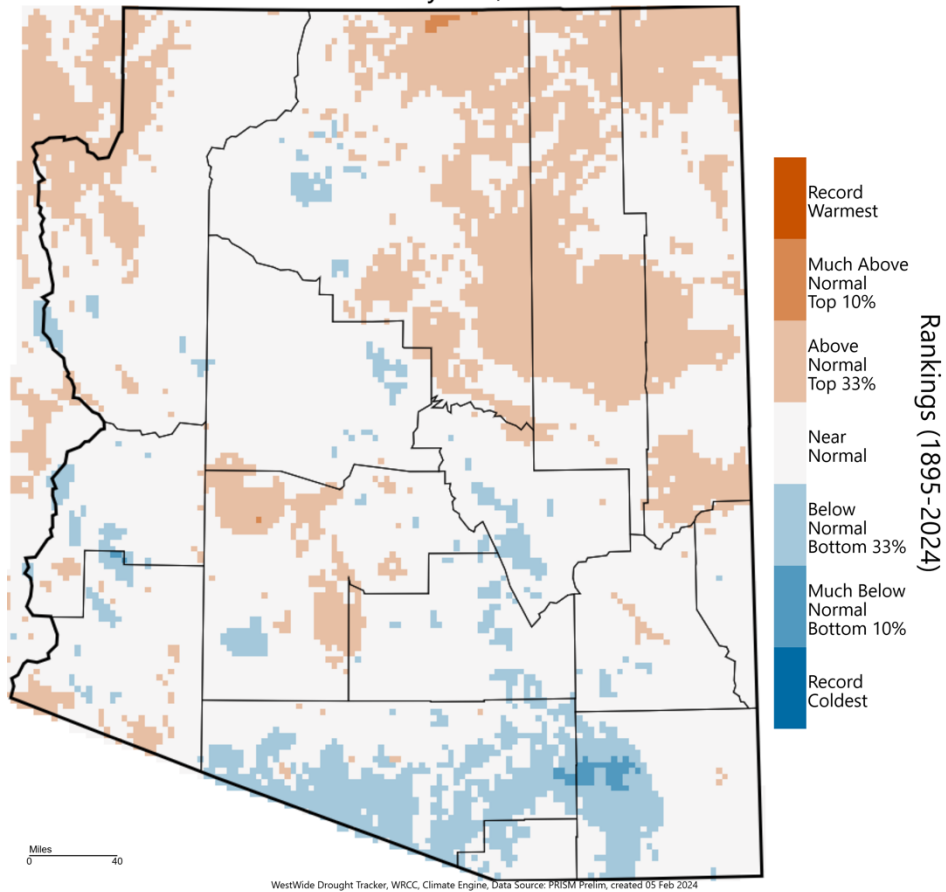 Record
Warmest
Much Above
Normal
Top 10%
Above
Normal
Top 33%
Near
Normal
Below
Normal
Bottom 33%
Much Below
Normal
Bottom 10%
Record
Coldest
Rankings (1895-2024)
Miles
0 40
WestWide Drought Tracker, WRCC, Climate Engine, Data Source: PRISM Prelim, created 05 Feb 2024